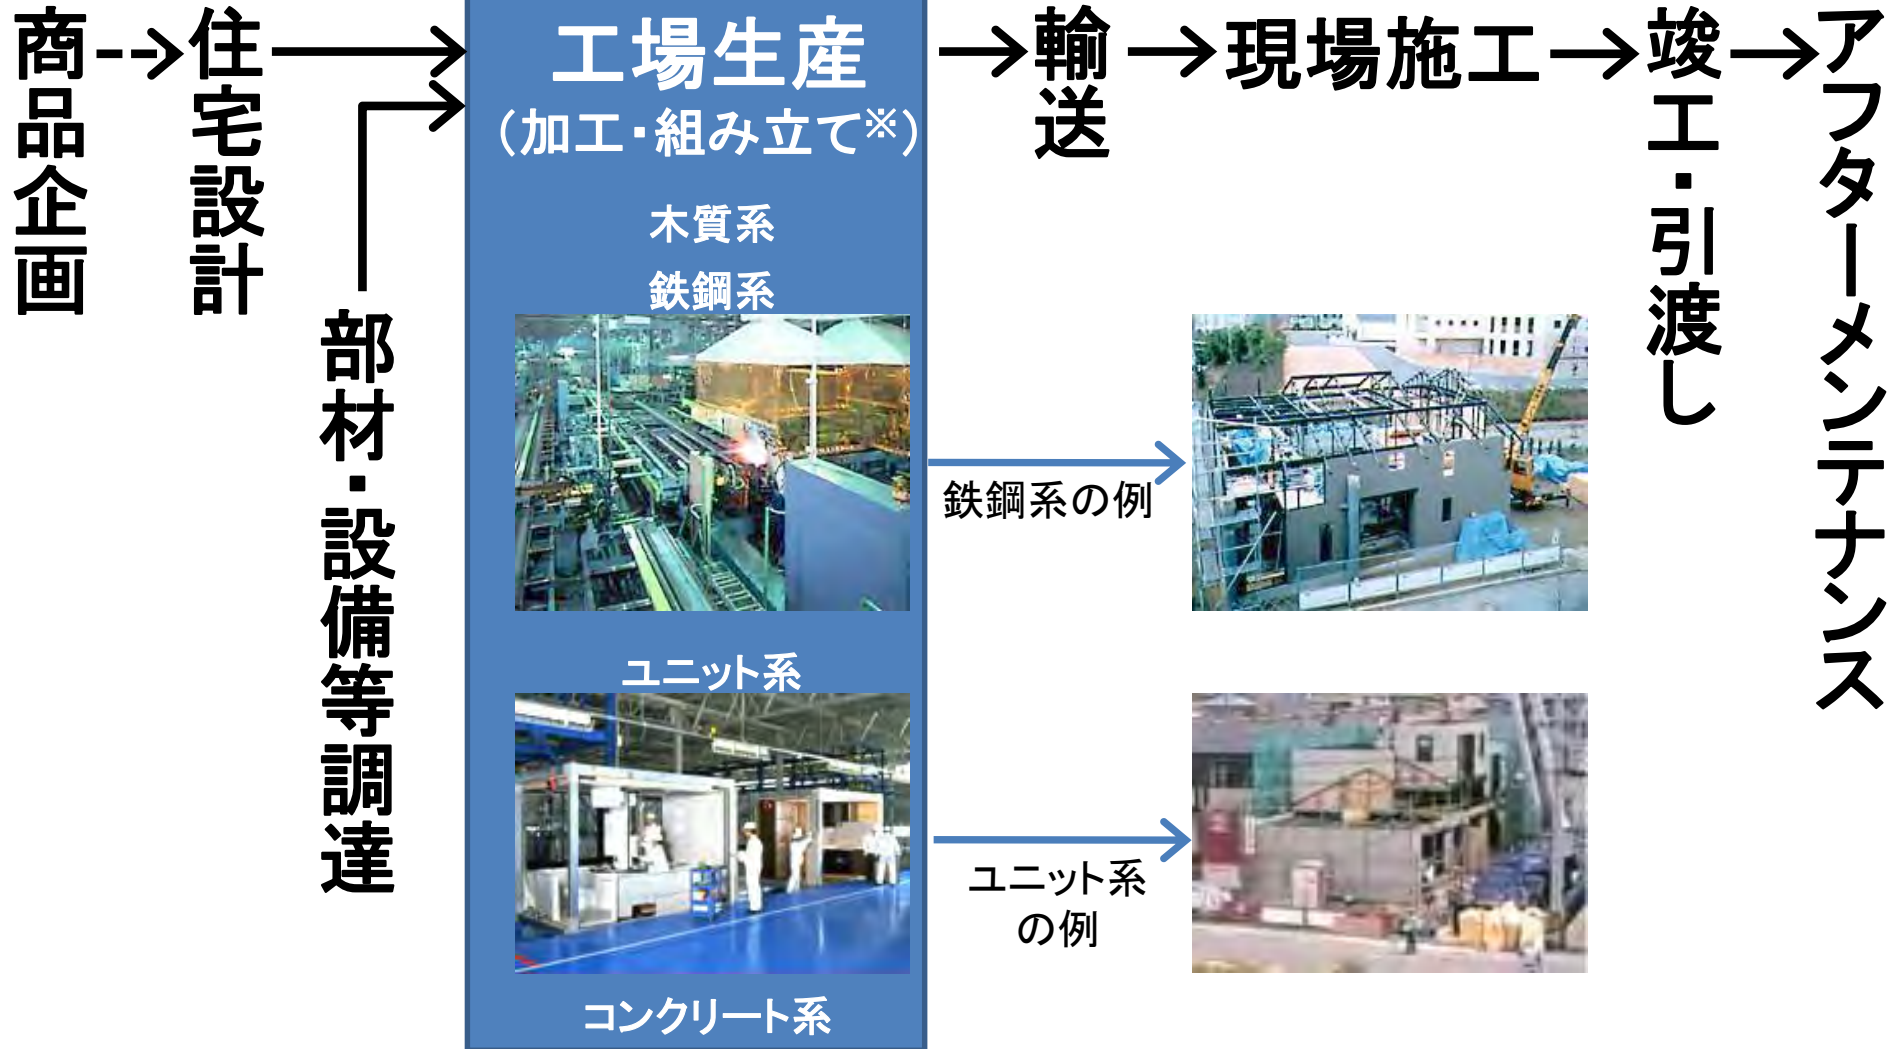 商品企画
住宅設計
部材・設備等調達
工場生産
（加工・組み立て※）
木質系
鉄鋼系
ユニット系
コンクリート系
輸送
鉄鋼系の例
ユニット系
の例
現場施工
竣工・引渡し
アフターメンテナンス